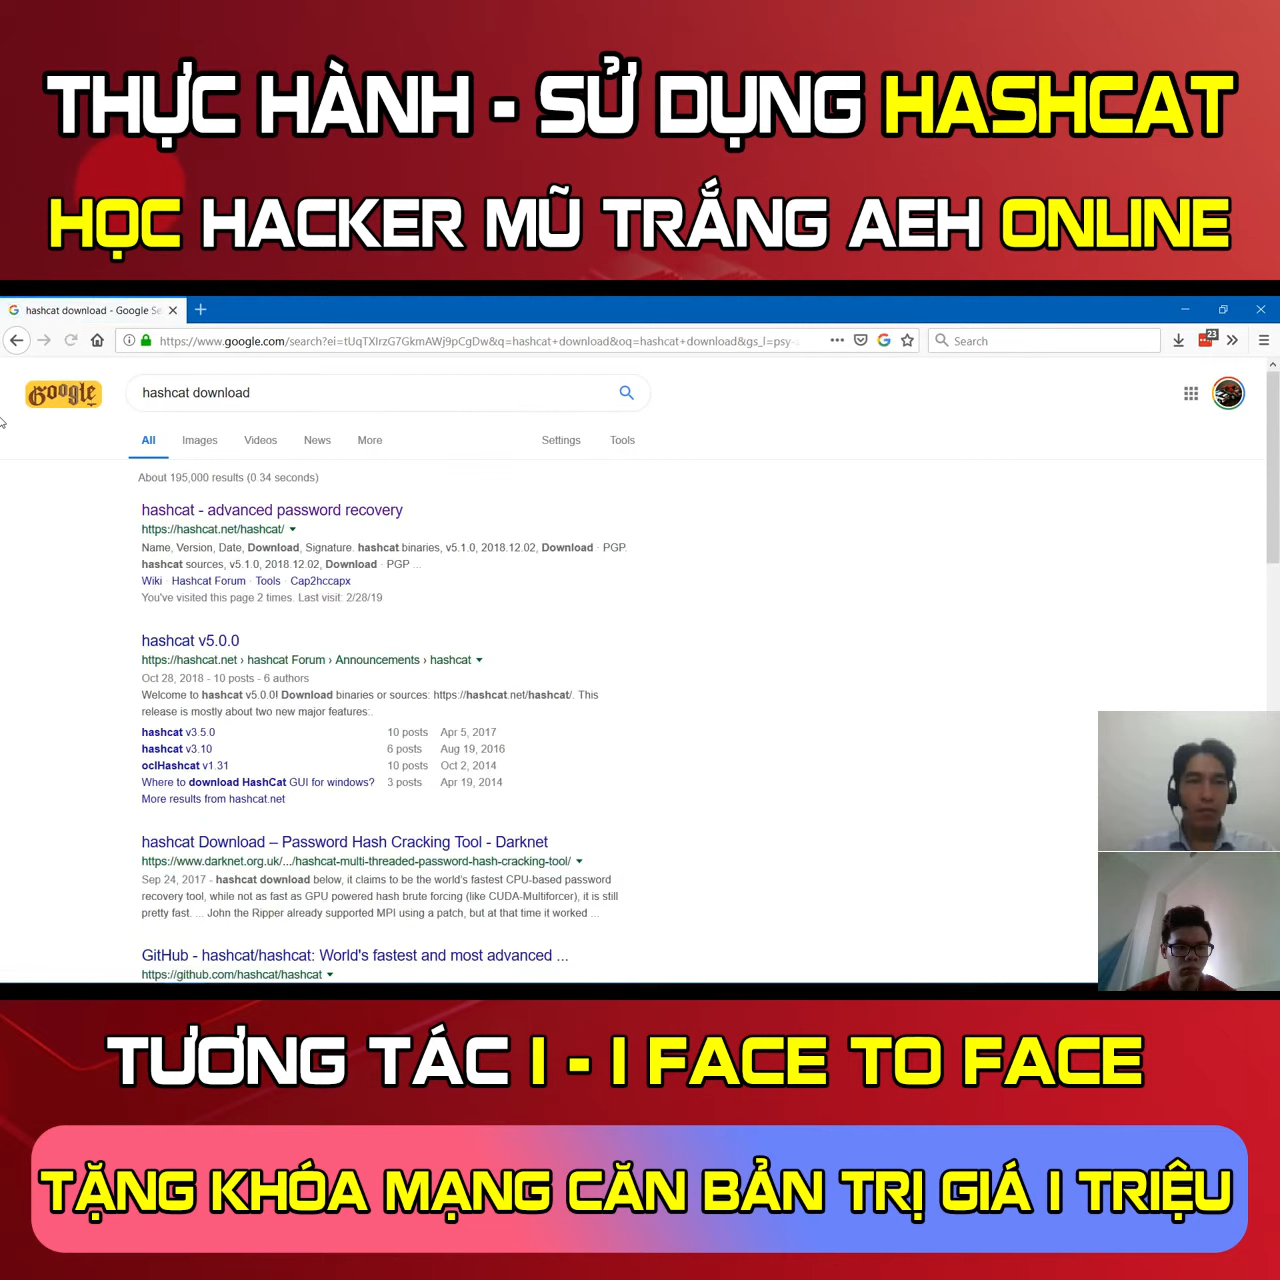 THỰC HÀNH - SỬ DỤNG HASHCAT
HỌC HACKER MŨ TRẮNG AEH ONLINE
hashcat download - Google Se
https://www.google.com/search?ei=tUqTXIrzG7GkmAWj9pCgDw&q=hashcat+download&oq=hashcat+download&gs_l=psy-
Search
23
Google
hashcat download
All Images Videos News More Settings Tools
About 195,000 results (0 34 seconds)
hashcat - advanced password recovery
https://hashcat.net/hashcat/
Name, Version, Date, Download, Signature. hashcat binaries, v5.1.0, 2018.12.02, Download · PGP.
hashcat sources, v5.1.0, 2018.12.02, Download · PGP ...
Wiki · Hashcat Forum · Tools · Cap2hccapx
You've visited this page 2 times. Last visit: 2/28/19
hashcat v5.0.0
https://hashcat.net › hashcat Forum › Announcements › hashcat
Oct 28, 2018 - 10 posts - 6 authors
Welcome to hashcat v5.0.0! Download binaries or sources: https://hashcat.net/hashcat/. This
release is mostly about two new major features:.
hashcat v3.5.0 10 posts Apr 5, 2017
hashcat v3.10 6 posts Aug 19, 2016
oclHashcat v1.31 10 posts Oct 2, 2014
Where to download HashCat GUI for windows? 3 posts Apr 19, 2014
More results from hashcat.net
hashcat Download – Password Hash Cracking Tool - Darknet
https://www.darknet.org.uk/.../hashcat-multi-threaded-password-hash-cracking-tool/
Sep 24, 2017 - hashcat download below, it claims to be the world's fastest CPU-based password
recovery tool, while not as fast as GPU powered hash brute forcing (like CUDA-Multiforcer), it is still
pretty fast. ... John the Ripper already supported MPI using a patch, but at that time it worked ...
GitHub - hashcat/hashcat: World's fastest and most advanced ...
https://github.com/hashcat/hashcat
TƯƠNG TÁC 1 - 1 FACE TO FACE
TẶNG KHÓA MẠNG CĂN BẢN TRỊ GIÁ 1 TRIỆU